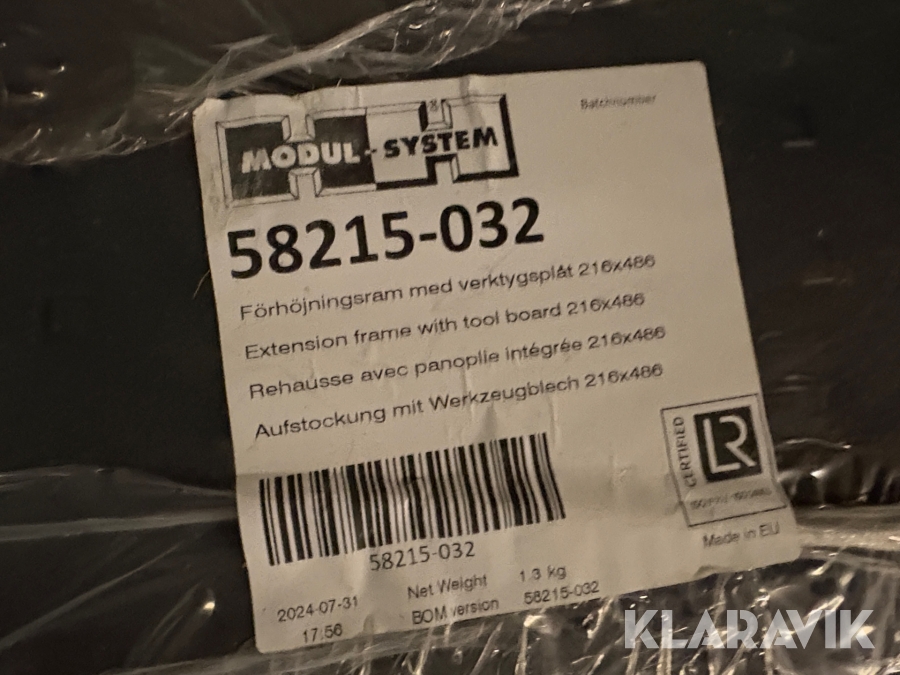 Batchnumber
MODUL-SYSTEM ®
58215-032
Förhöjningsram med verktygsplåt 216x486
Extension frame with tool board 216x486
Rehausse avec panoplie intégrée 216x486
Aufstockung mit Werkzeugblech 216x486
CERTIFIED
LR
Made in EU
58215-032
2024-07-31 Net Weight 1.3 kg
17:56 BOM version 58215-032
KLARAVIK